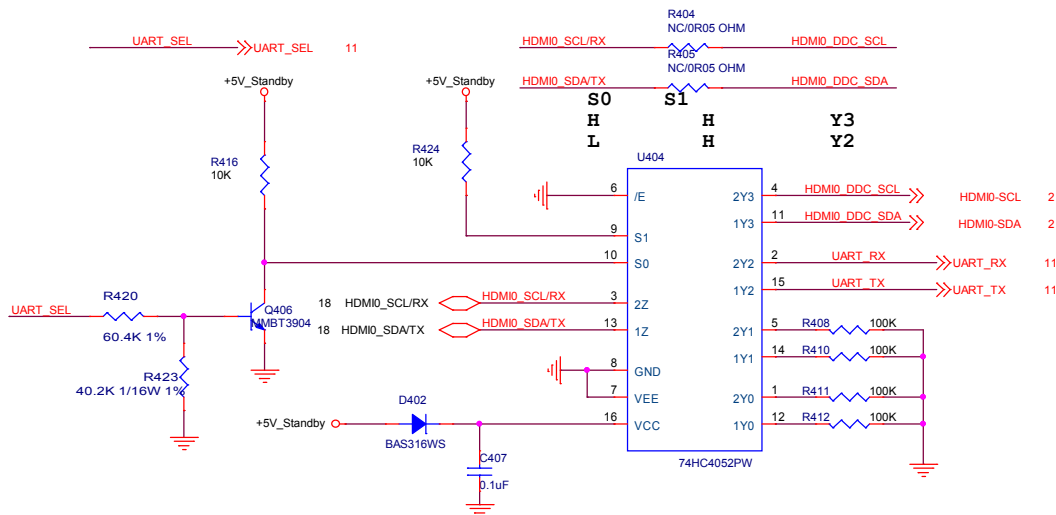 R404
NC/0R05 OHM
UART_SEL
UART_SEL 11
HDMI0_SCL/RX
HDMI0_DDC_SCL
R405
NC/0R05 OHM
HDMI0_SDA/TX
HDMI0_DDC_SDA
+5V_Standby
+5V_Standby
S0 S1
H H Y3
L H Y2
R416
10K
R424
10K
U404
6 /E 2Y3 4 HDMI0_DDC_SCL HDMI0-SCL 2
9 S1 1Y3 11 HDMI0_DDC_SDA HDMI0-SDA 2
10 S0 2Y2 2 UART_RX UART_RX 11
18 HDMI0_SCL/RX HDMI0_SCL/RX 3 2Z 1Y2 15 UART_TX UART_TX 11
18 HDMI0_SDA/TX HDMI0_SDA/TX 13 1Z 2Y1 5 R408 100K
1Y1 14 R410 100K
8 GND
7 VEE 2Y0 1 R411 100K
16 VCC 1Y0 12 R412 100K
74HC4052PW
UART_SEL
R420
60.4K 1%
Q406
MMBT3904
R423
40.2K 1/16W 1%
+5V_Standby
D402
BAS316WS
C407
0.1uF